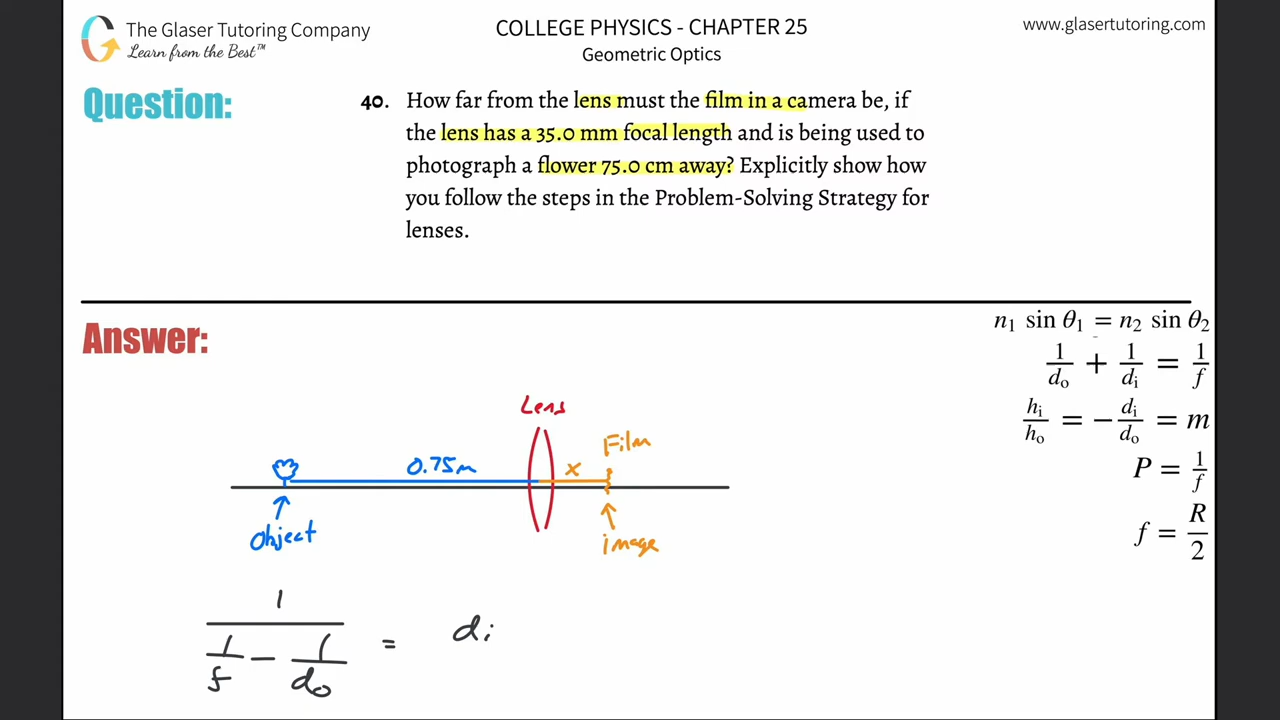 The Glaser Tutoring Company
Learn from the Best™
COLLEGE PHYSICS - CHAPTER 25
Geometric Optics
www.glasertutoring.com
Question:
40. How far from the lens must the film in a camera be, if
the lens has a 35.0 mm focal length and is being used to
photograph a flower 75.0 cm away? Explicitly show how
you follow the steps in the Problem-Solving Strategy for
lenses.
Answer:
n₁ sin θ₁ = n₂ sin θ₂
1/dₒ + 1/dᵢ = 1/f
hᵢ/hₒ = − dᵢ/dₒ = m
P = 1/f
f = R/2
Lens
Film
0.75m
x
Object
image
1 / (1/f − 1/do) = di